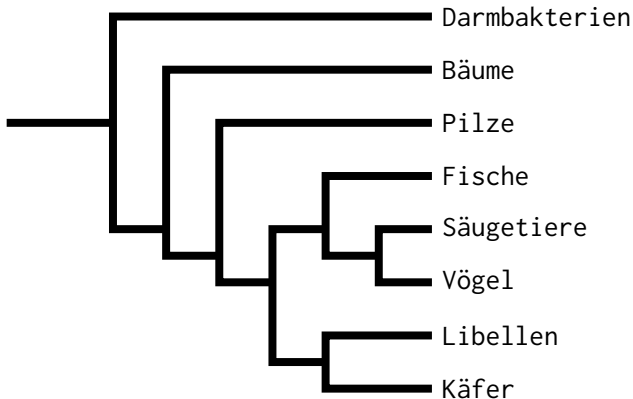 Darmbakterien
Bäume
Pilze
Fische
Säugetiere
Vögel
Libellen
Käfer